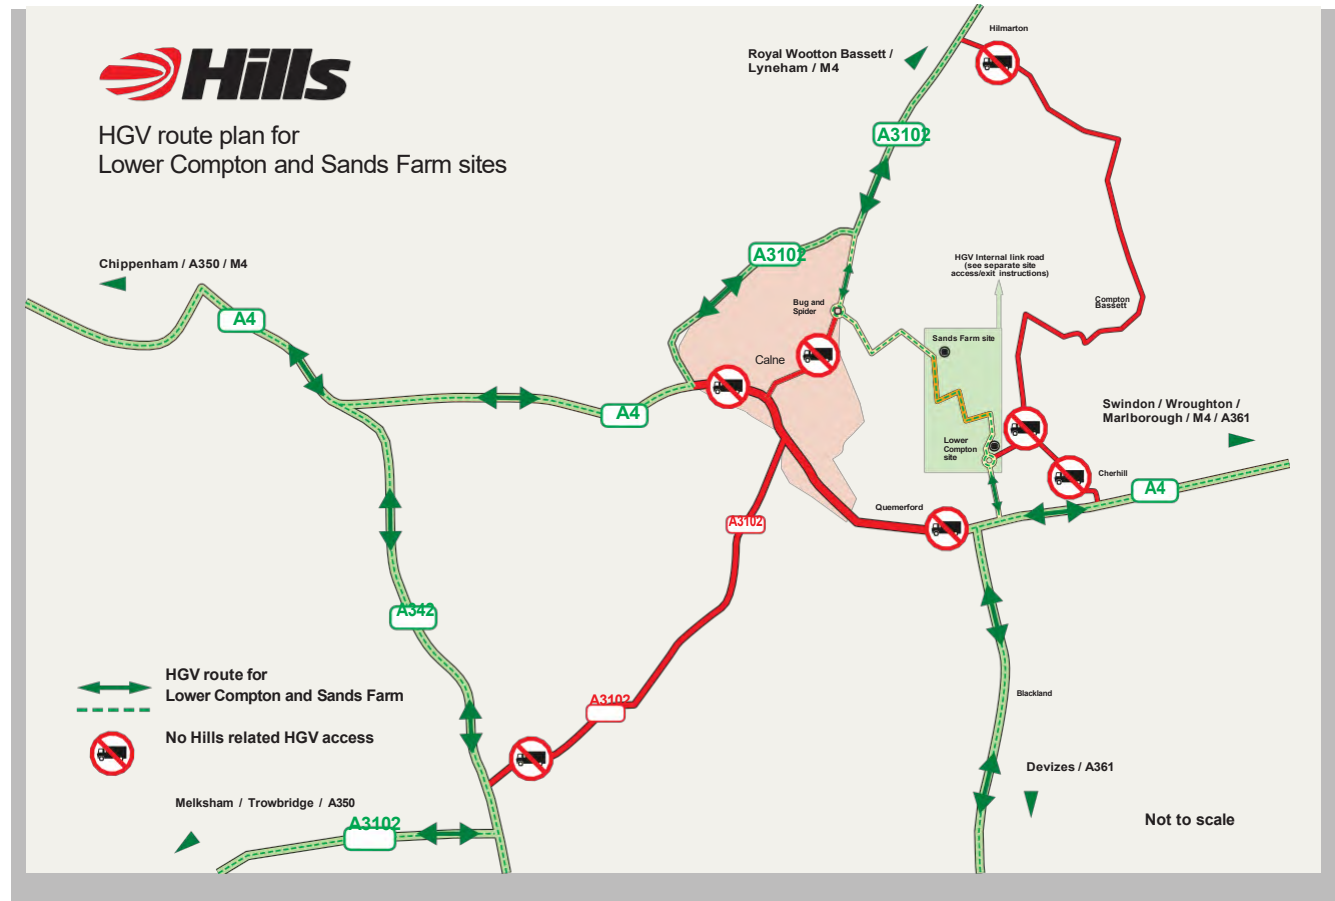 Hills
HGV route plan for
Lower Compton and Sands Farm sites
Hilmarton
Royal Wootton Bassett /
Lyneham / M4
A3102
A3102
Chippenham / A350 / M4
HGV Internal link road
(see separate site
access/exit instructions)
Bug and
Spider
Compton
Bassett
A4
Sands Farm site
Calne
A4
Swindon / Wroughton /
Marlborough / M4 / A361
Lower
Compton
site
Cherhill
A4
Quemerford
A3102
A342
HGV route for
Lower Compton and Sands Farm
Blackland
A3102
No Hills related HGV access
Devizes / A361
Melksham / Trowbridge / A350
A3102
Not to scale